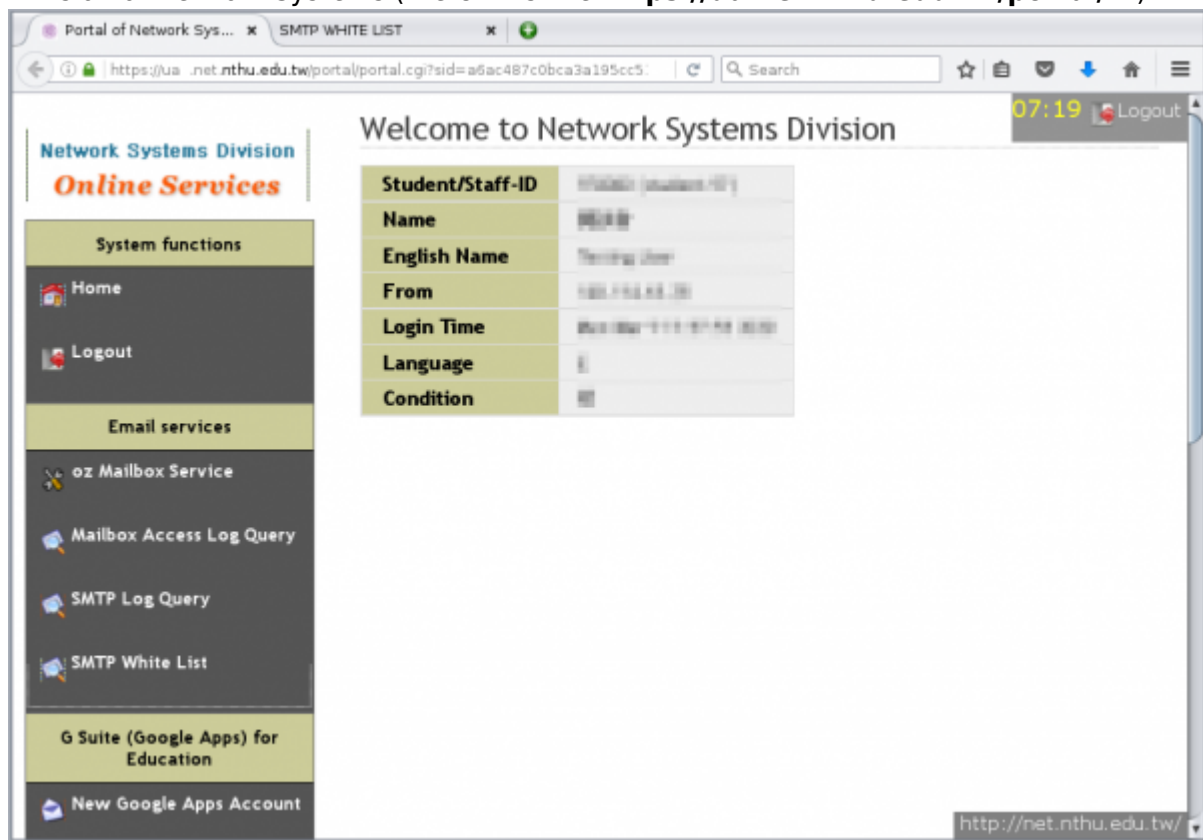 Portal of Network Sys...
SMTP WHITE LIST
https://ua .net.nthu.edu.tw/portal/portal.cgi?sid=a6ac487c0bca3a195cc5
Search
07:19 Logout
Network Systems Division
Online Services
Welcome to Network Systems Division
Student/Staff-ID
Name
English Name
From
Login Time
Language
Condition
System functions
Home
Logout
Email services
oz Mailbox Service
Mailbox Access Log Query
SMTP Log Query
SMTP White List
G Suite (Google Apps) for
Education
New Google Apps Account
http://net.nthu.edu.tw/